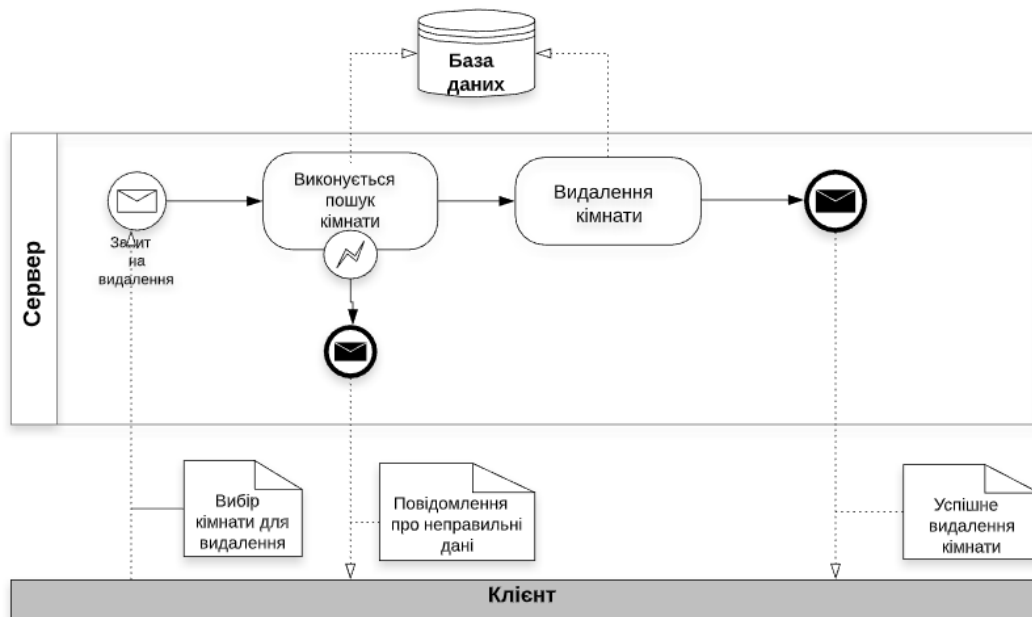 База
даних
Сервер
Запит
на
видалення
Виконується
пошук
кімнати
Видалення
кімнати
Вибір
кімнати для
видалення
Повідомлення
про неправильні
дані
Успішне
видалення
кімнати
Клієнт